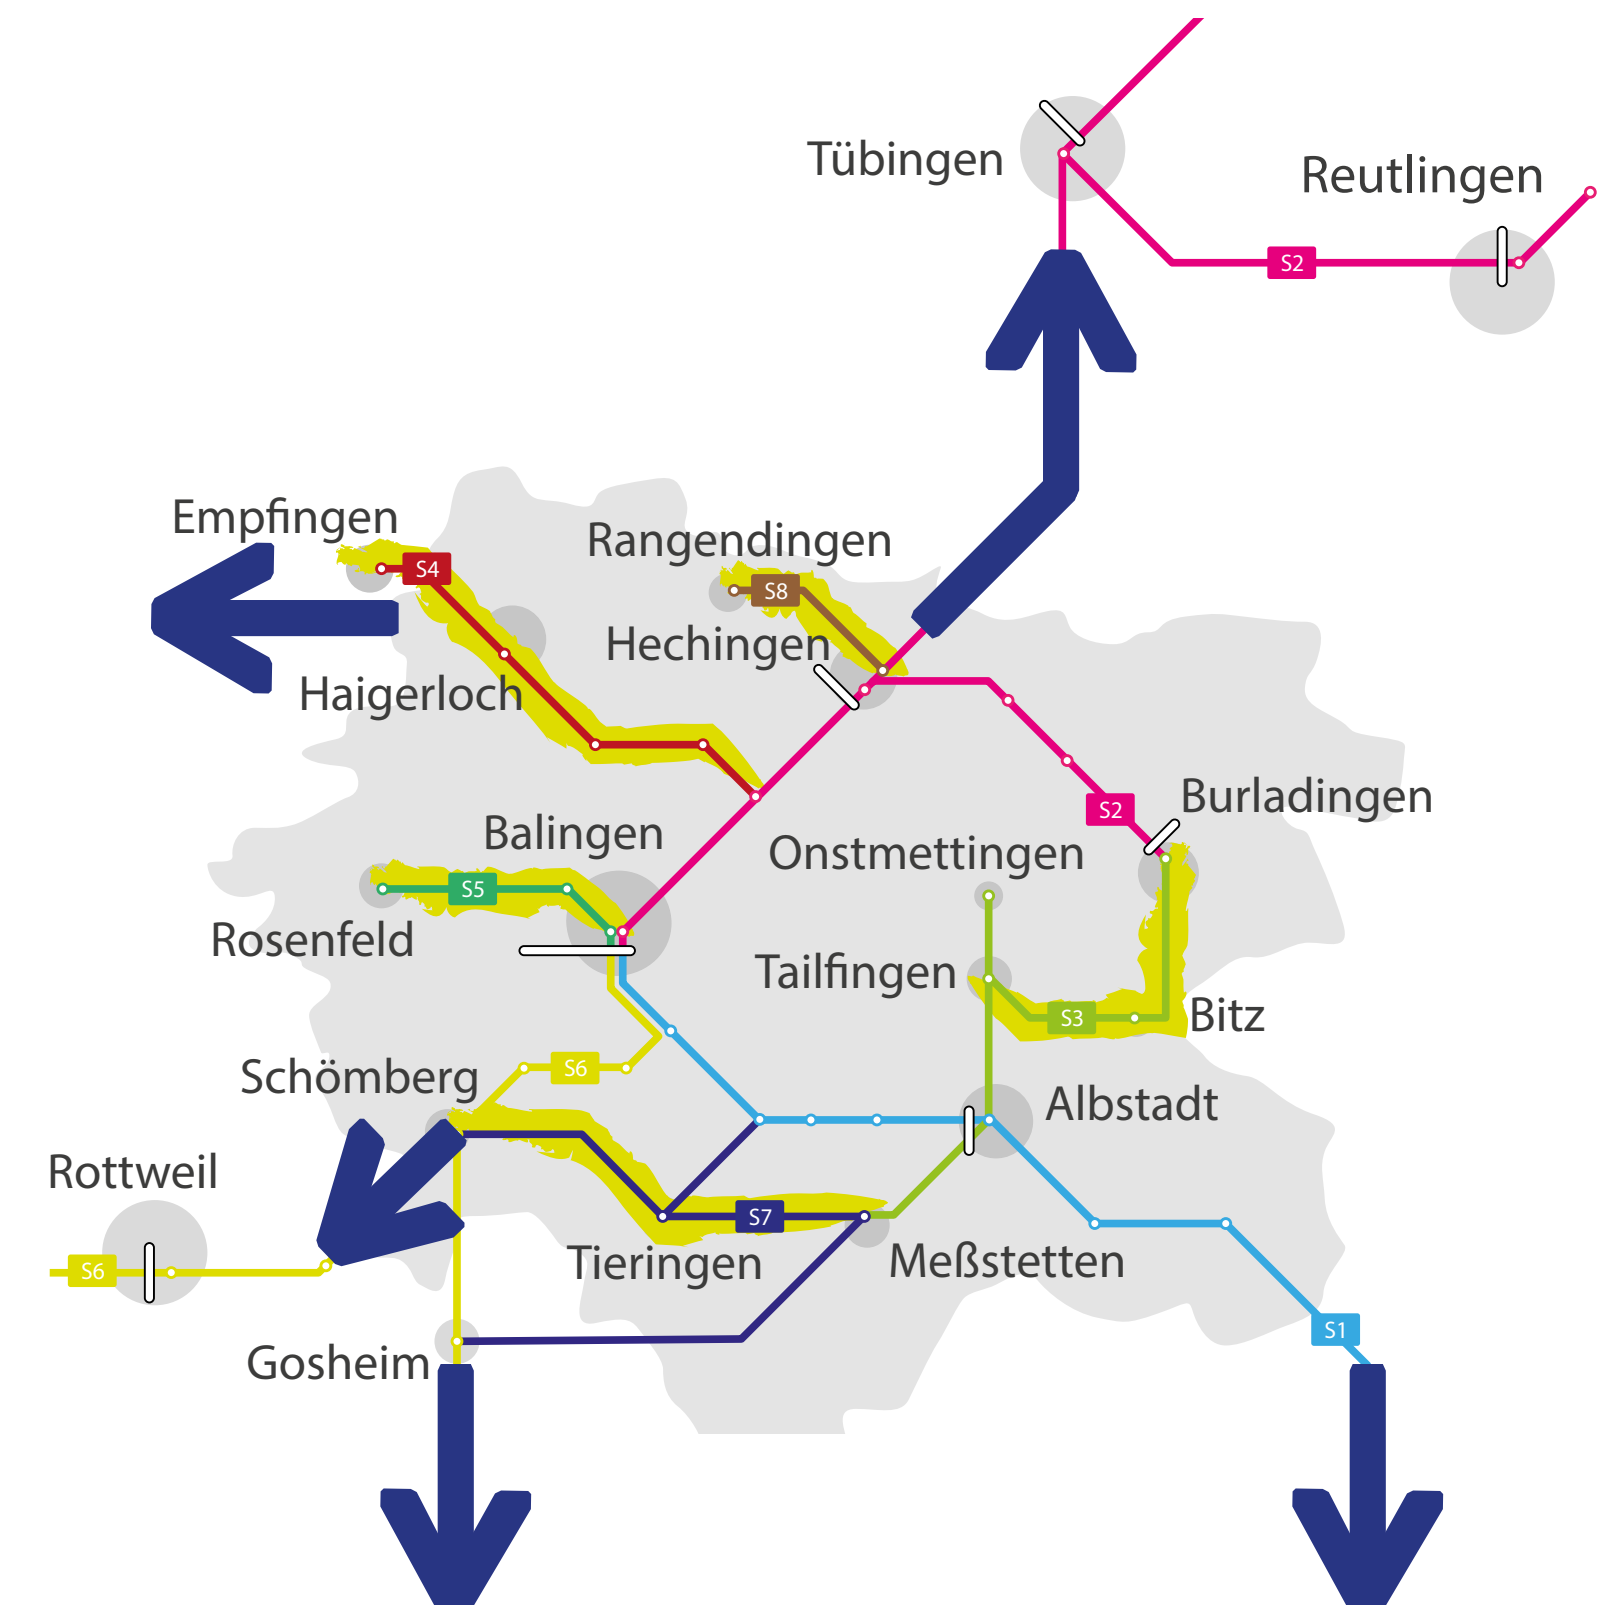 Tübingen
Reutlingen
S2
Empfingen
S4
Rangendingen
S8
Hechingen
Haigerloch
Burladingen
S2
Balingen
Onstmettingen
S5
Rosenfeld
Tailfingen
S3
Bitz
S6
Schömberg
Albstadt
Rottweil
S7
Tieringen
Meßstetten
S6
S1
Gosheim